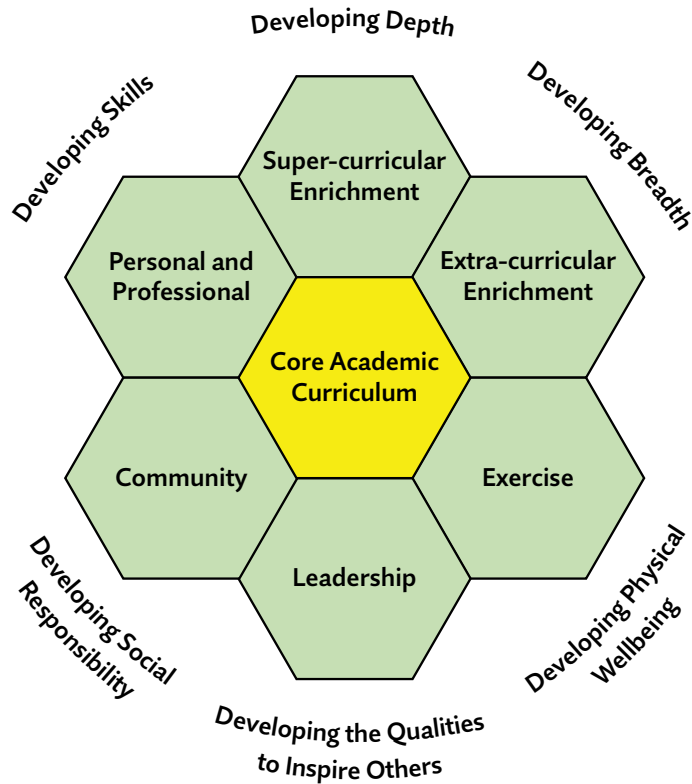 Developing Depth
Developing Skills
Developing Breadth
Super-curricular
Enrichment
Personal and
Professional
Extra-curricular
Enrichment
Core Academic
Curriculum
Community
Exercise
Leadership
Developing Social
Responsibility
Developing Physical
Wellbeing
Developing the Qualities
to Inspire Others